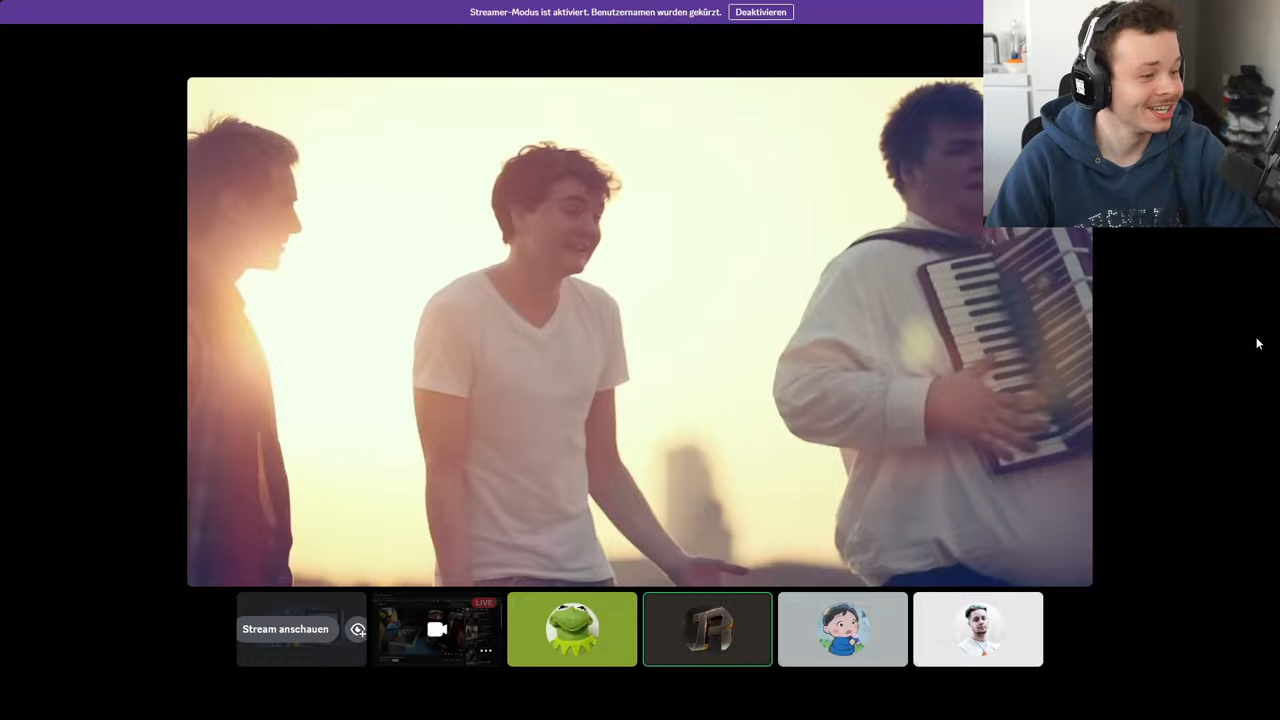 Streamer-Modus ist aktiviert. Benutzernamen wurden gekürzt.
Deaktivieren
LIVE
Stream anschauen